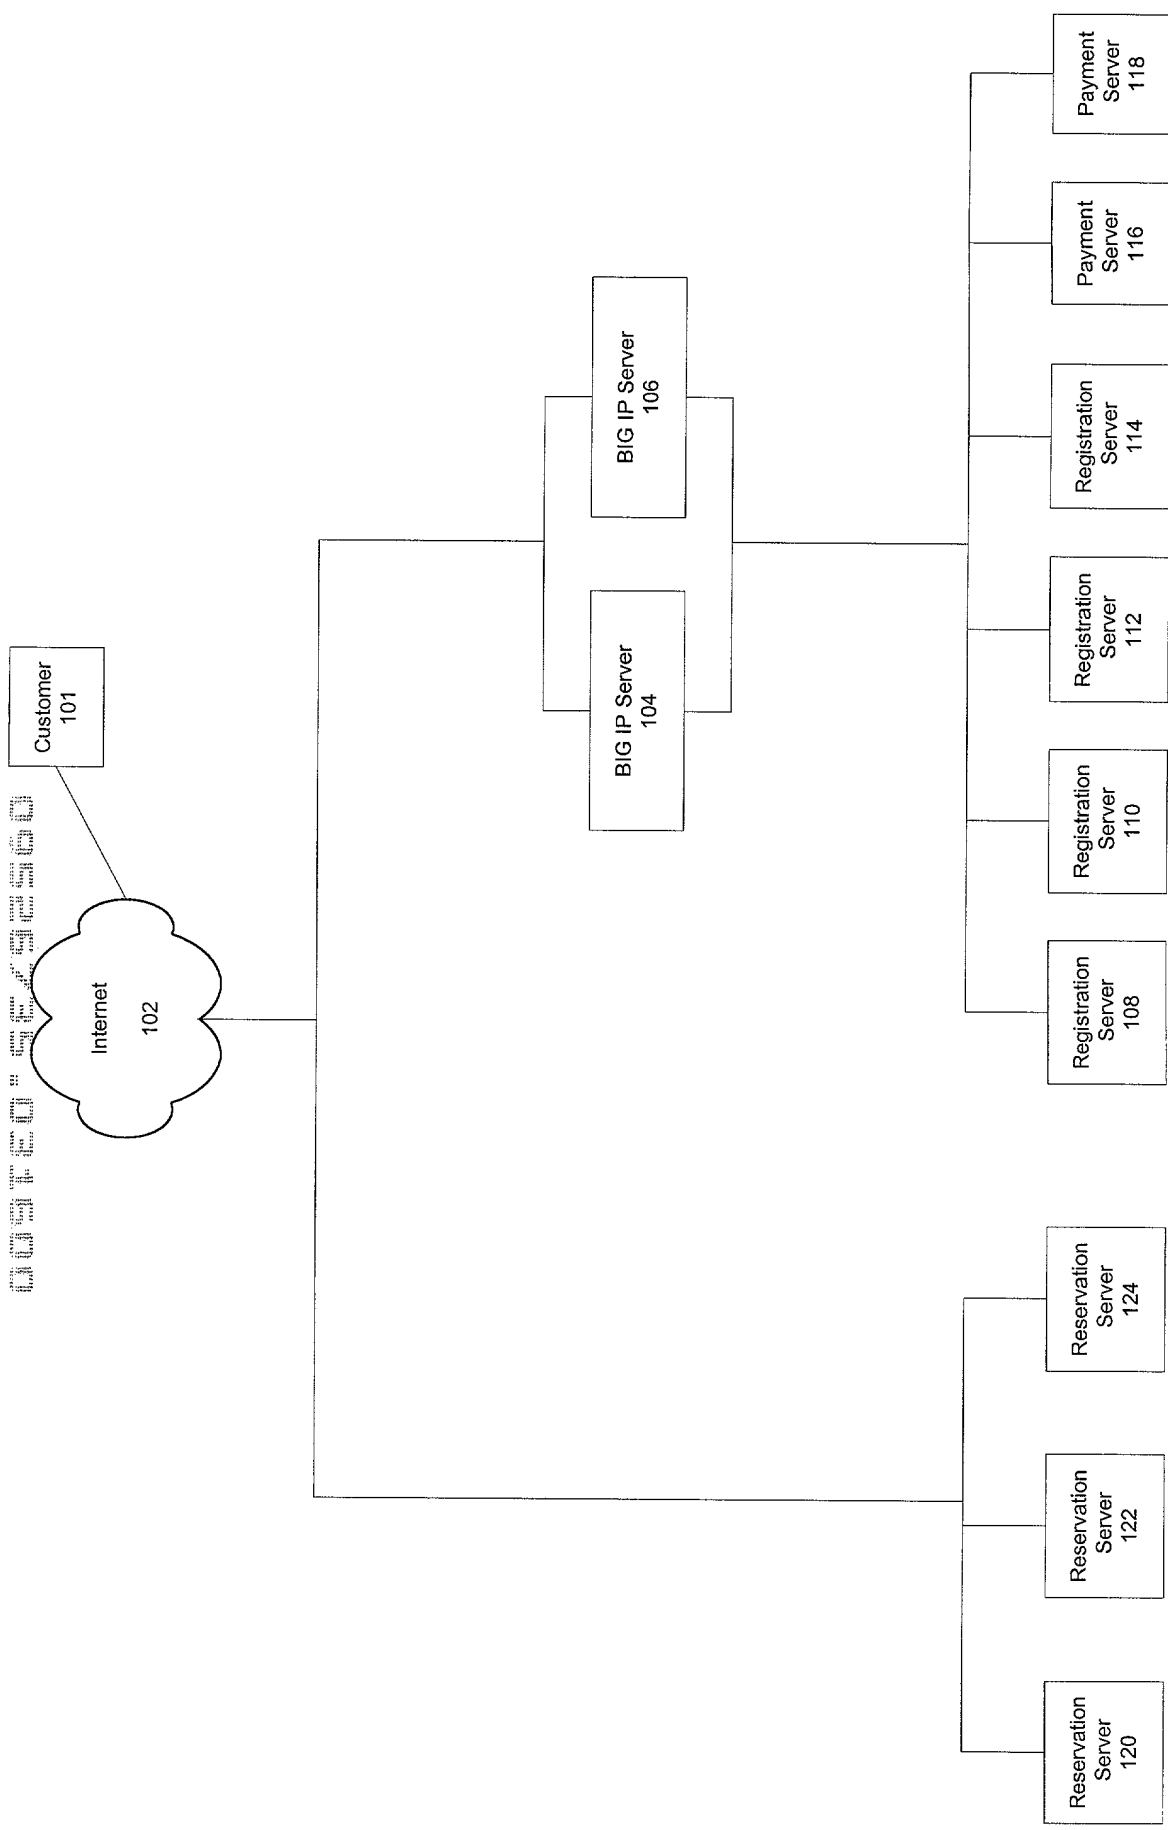 Customer
101
Internet
102
BIG IP Server
104
BIG IP Server
106
Reservation
Server
120
Reservation
Server
122
Reservation
Server
124
Registration
Server
108
Registration
Server
110
Registration
Server
112
Registration
Server
114
Payment
Server
116
Payment
Server
118